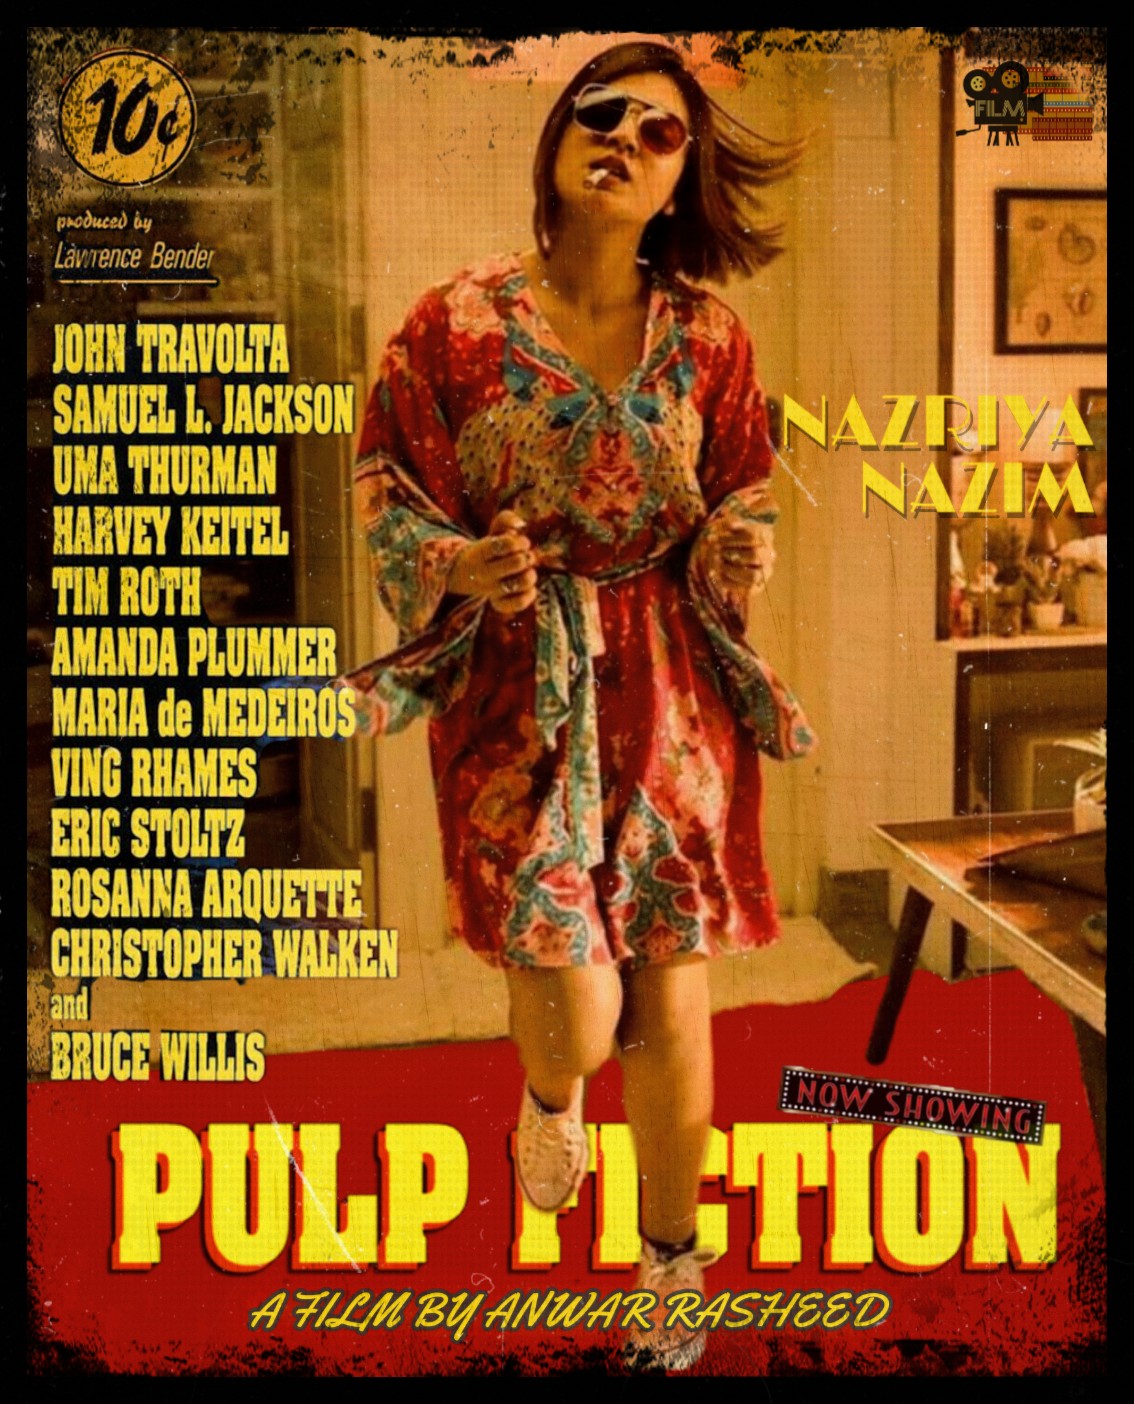 10¢
FILM
produced by
Lawrence Bender
JOHN TRAVOLTA
SAMUEL L. JACKSON
UMA THURMAN
HARVEY KEITEL
TIM ROTH
AMANDA PLUMMER
MARIA de MEDEIROS
VING RHAMES
ERIC STOLTZ
ROSANNA ARQUETTE
CHRISTOPHER WALKEN
and
BRUCE WILLIS
NAZRIYA
NAZIM
NOW SHOWING
PULP FICTION
A FILM BY ANWAR RASHEED